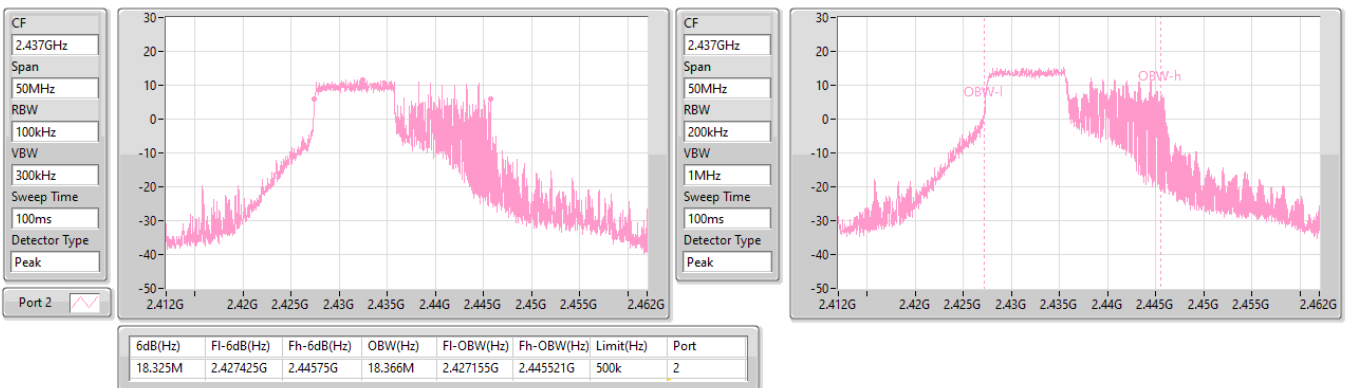 CF
2.437GHz
Span
50MHz
RBW
100kHz
VBW
300kHz
Sweep Time
100ms
Detector Type
Peak
Port 2
30
20
10
0
-10
-20
-30
-40
-50
2.412G 2.42G 2.425G 2.43G 2.435G 2.44G 2.445G 2.45G 2.455G 2.462G
CF
2.437GHz
Span
50MHz
RBW
200kHz
VBW
1MHz
Sweep Time
100ms
Detector Type
Peak
30
20
10
0
-10
-20
-30
-40
-50
OBW-l
OBW-h
2.412G 2.42G 2.425G 2.43G 2.435G 2.44G 2.445G 2.45G 2.455G 2.462G
6dB(Hz) Fl-6dB(Hz) Fh-6dB(Hz) OBW(Hz) Fl-OBW(Hz) Fh-OBW(Hz) Limit(Hz) Port
18.325M 2.427425G 2.44575G 18.366M 2.427155G 2.445521G 500k 2